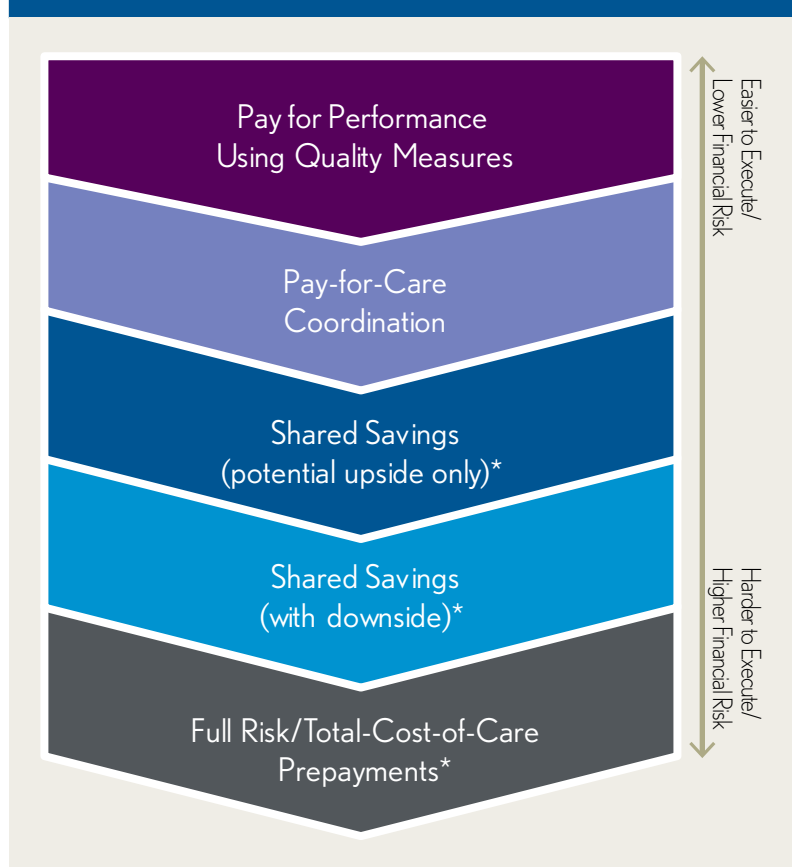 Pay for Performance
Using Quality Measures
Easier to Execute/
Lower Financial Risk
Pay-for-Care
Coordination
Shared Savings
(potential upside only)*
Shared Savings
(with downside)*
Harder to Execute/
Higher Financial Risk
Full Risk/Total-Cost-of-Care
Prepayments*